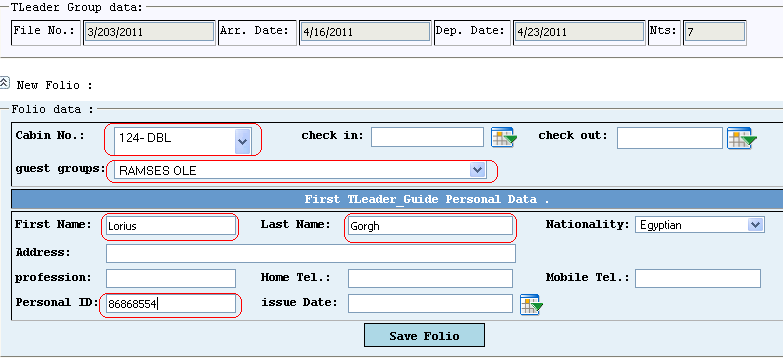 TLeader Group data:
File No.: 3/203/2011 Arr. Date: 4/16/2011 Dep. Date: 4/23/2011 Nts: 7
New Folio :
Folio data :
Cabin No.: 124- DBL check in: check out:
guest groups: RAMSES OLE
First TLeader_Guide Personal Data .
First Name: Lorius Last Name: Gorgh Nationality: Egyptian
Address:
profession: Home Tel.: Mobile Tel.:
Personal ID: 86868554 issue Date:
Save Folio